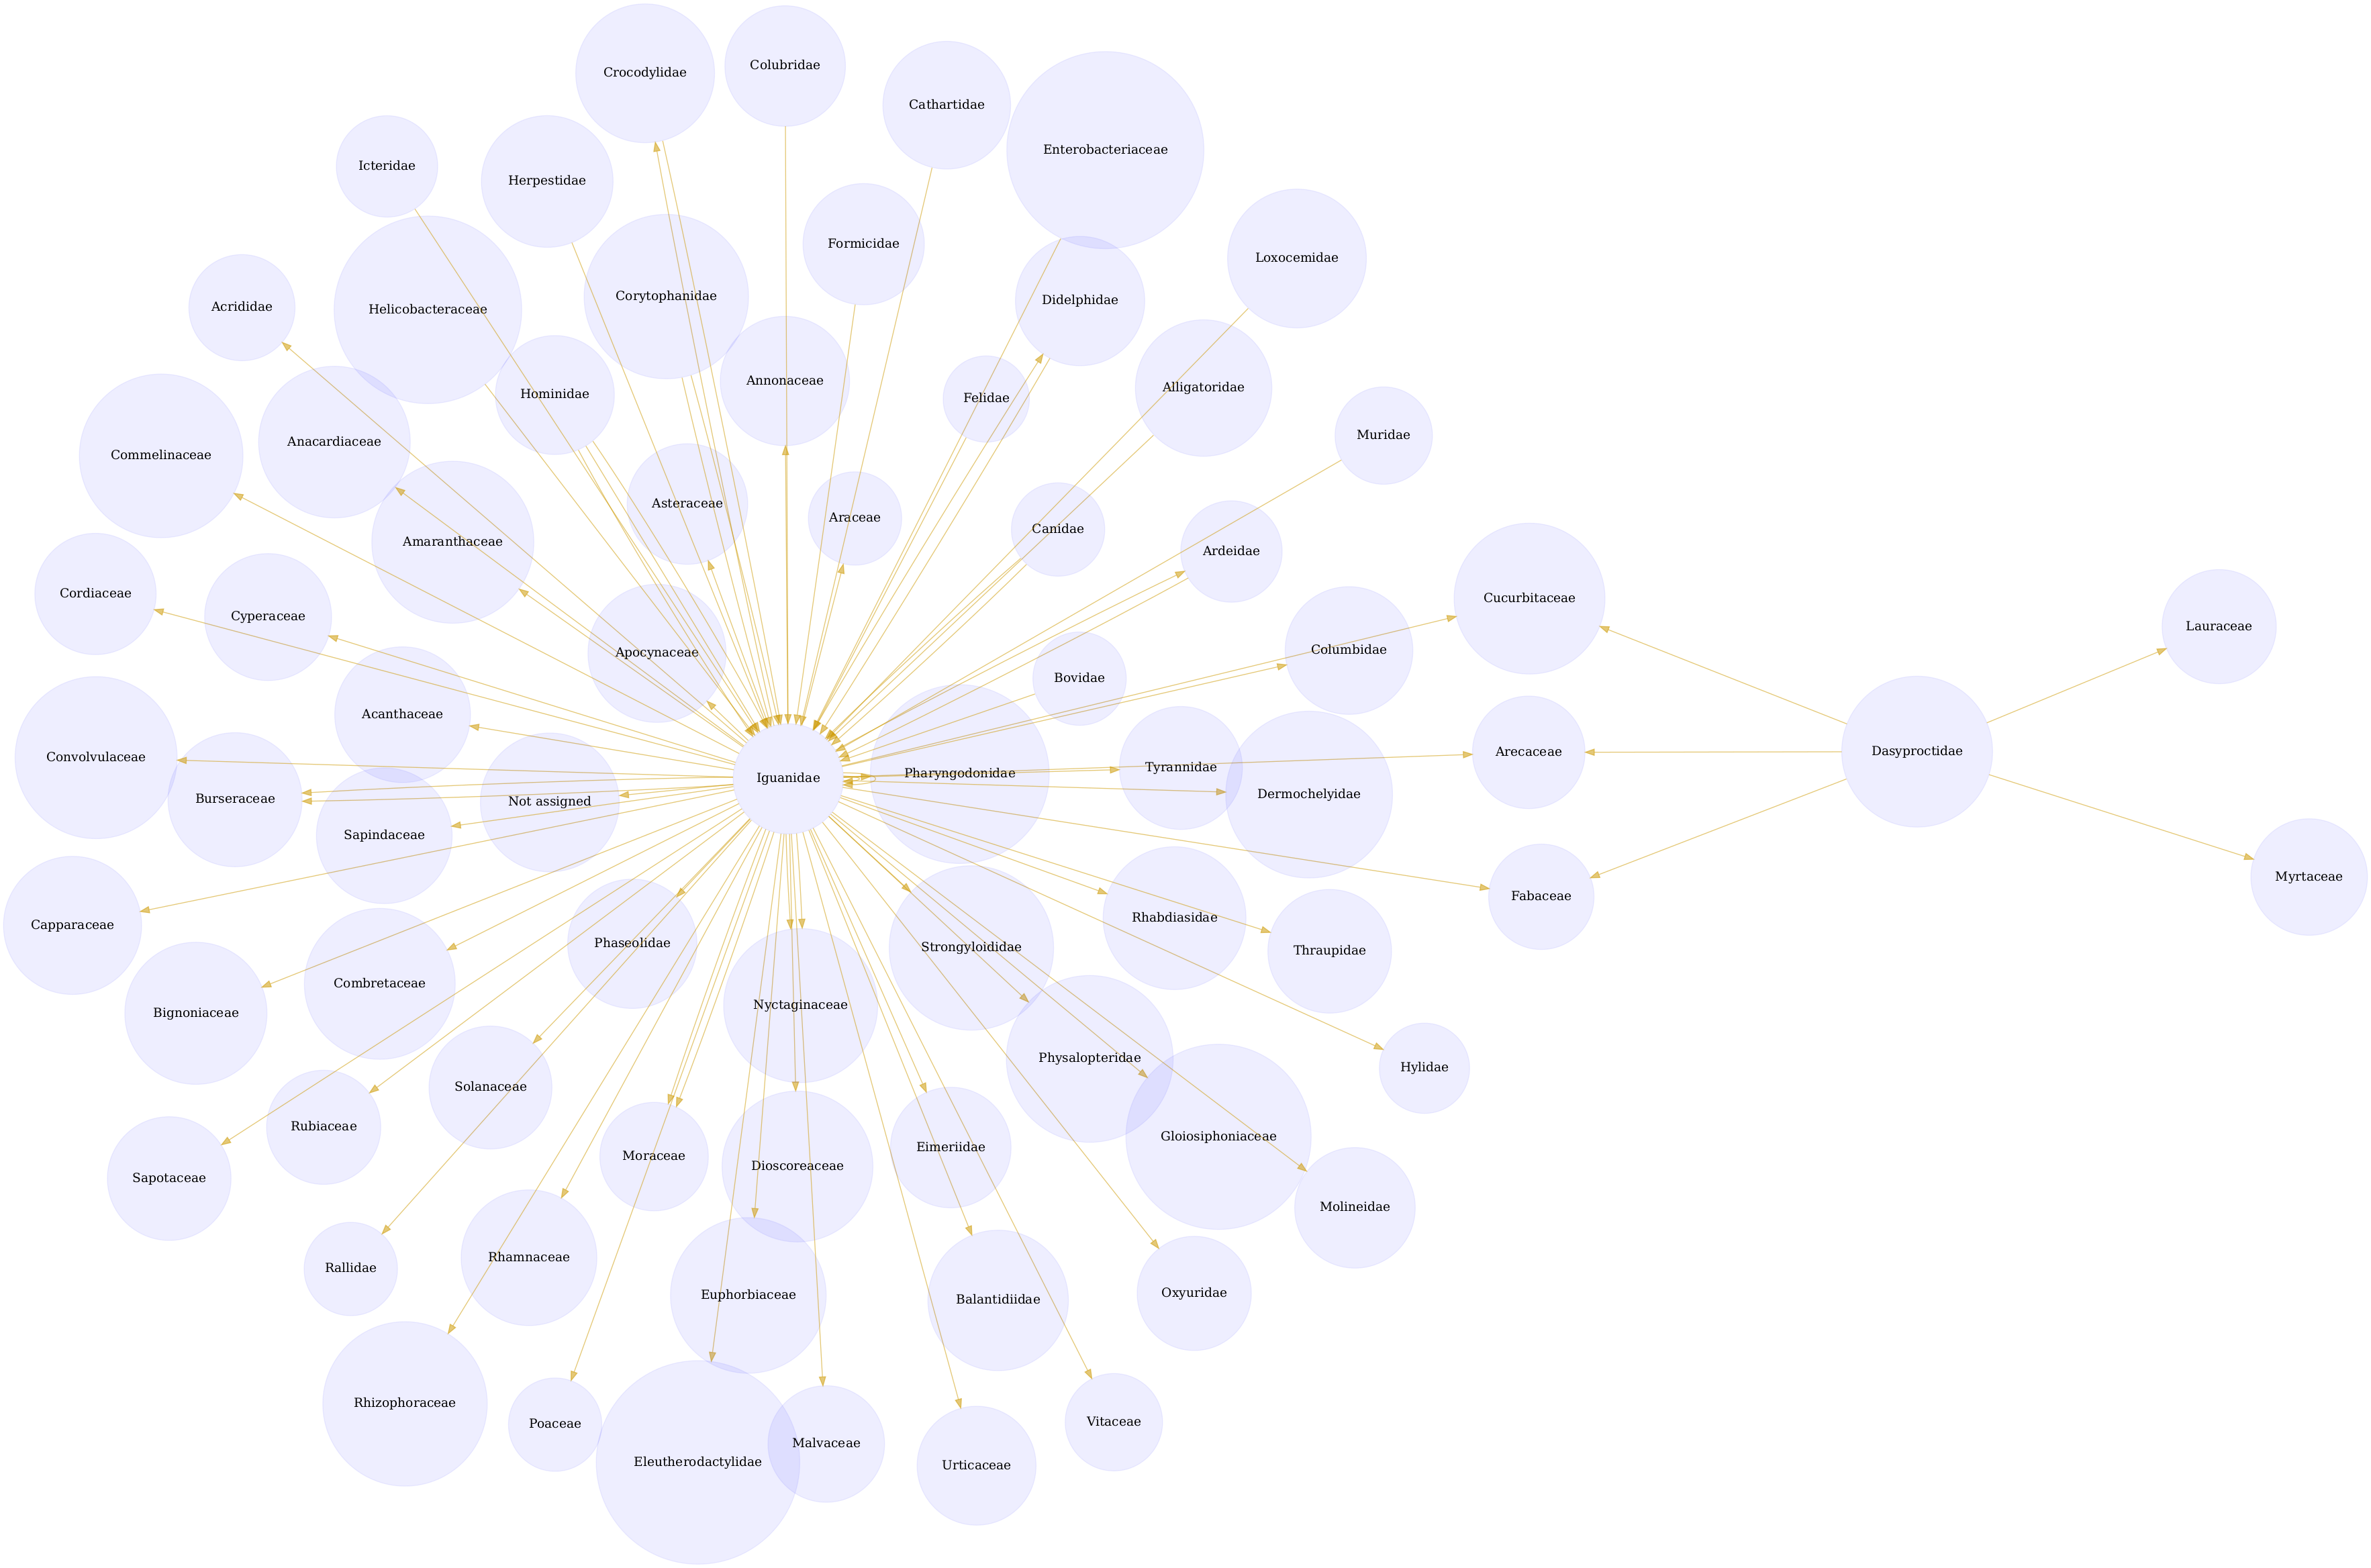 Crocodylidae
Colubridae
Cathartidae
Enterobacteriaceae
Icteridae
Herpestidae
Formicidae
Loxocemidae
Corytophanidae
Didelphidae
Acrididae
Helicobacteraceae
Annonaceae
Alligatoridae
Hominidae
Felidae
Muridae
Anacardiaceae
Commelinaceae
Asteraceae
Araceae
Canidae
Amaranthaceae
Ardeidae
Cordiaceae
Cucurbitaceae
Cyperaceae
Lauraceae
Apocynaceae
Columbidae
Bovidae
Acanthaceae
Arecaceae
Dasyproctidae
Convolvulaceae
Tyrannidae
Pharyngodonidae
Iguanidae
Dermochelyidae
Burseraceae
Not assigned
Sapindaceae
Myrtaceae
Fabaceae
Rhabdiasidae
Capparaceae
Phaseolidae
Strongyloididae
Thraupidae
Combretaceae
Nyctaginaceae
Bignoniaceae
Physalopteridae
Hylidae
Solanaceae
Rubiaceae
Gloiosiphoniaceae
Eimeriidae
Moraceae
Dioscoreaceae
Sapotaceae
Molineidae
Rhamnaceae
Rallidae
Oxyuridae
Euphorbiaceae
Balantidiidae
Rhizophoraceae
Poaceae
Vitaceae
Malvaceae
Eleutherodactylidae
Urticaceae